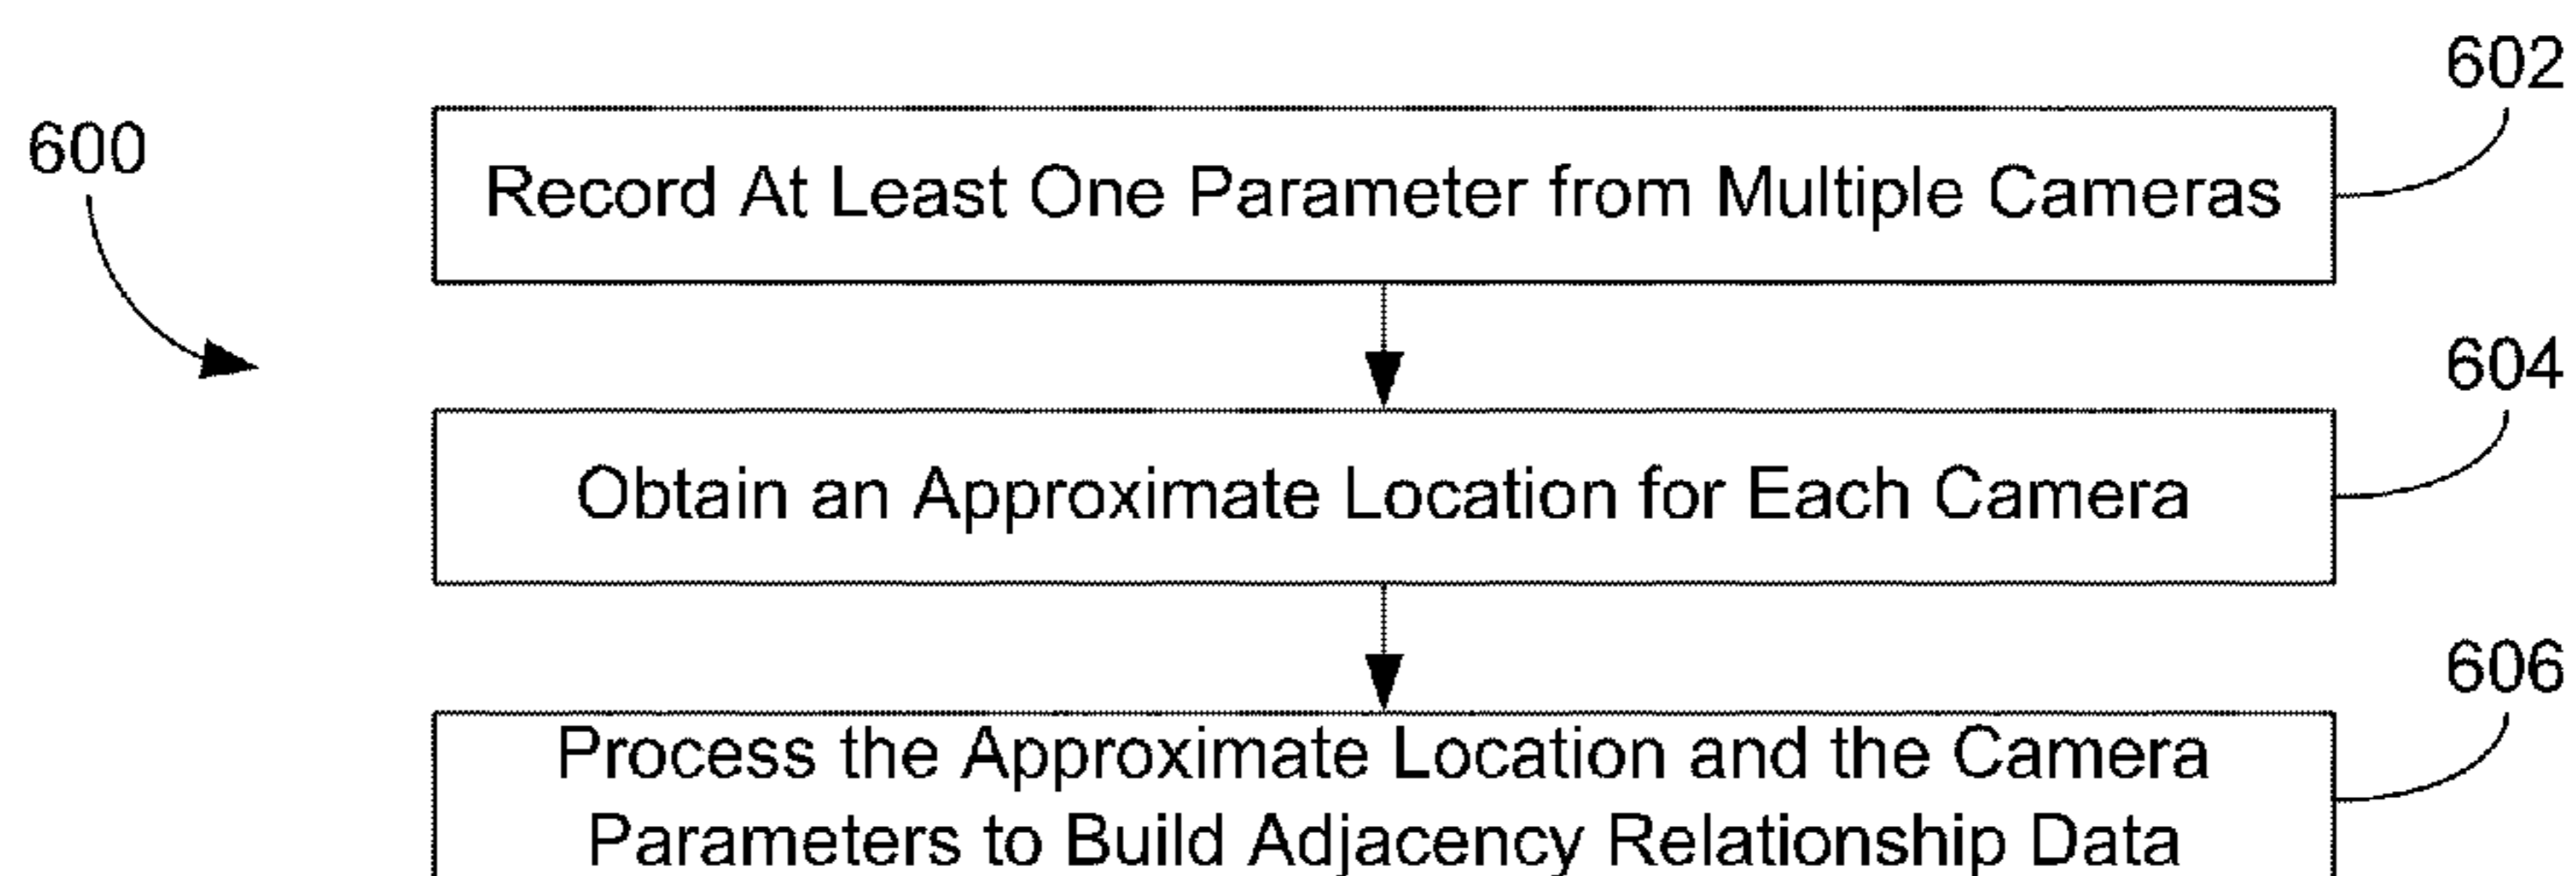 602
600
Record At Least One Parameter from Multiple Cameras
604
Obtain an Approximate Location for Each Camera
606
Process the Approximate Location and the Camera
Parameters to Build Adjacency Relationship Data